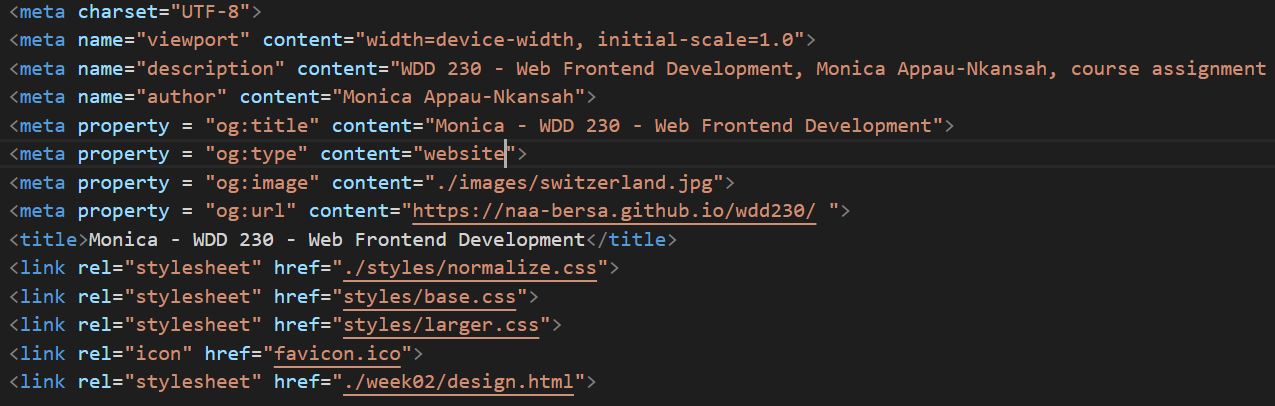 <meta charset="UTF-8">
<meta name="viewport" content="width=device-width, initial-scale=1.0">
<meta name="description" content="WDD 230 - Web Frontend Development, Monica Appau-Nkansah, course assignment
<meta name="author" content="Monica Appau-Nkansah">
<meta property = "og:title" content="Monica - WDD 230 - Web Frontend Development">
<meta property = "og:type" content="website">
<meta property = "og:image" content="./images/switzerland.jpg">
<meta property = "og:url" content="https://naa-bersa.github.io/wdd230/ ">
<title>Monica - WDD 230 - Web Frontend Development</title>
<link rel="stylesheet" href="./styles/normalize.css">
<link rel="stylesheet" href="styles/base.css">
<link rel="stylesheet" href="styles/larger.css">
<link rel="icon" href="favicon.ico">
<link rel="stylesheet" href="./week02/design.html">